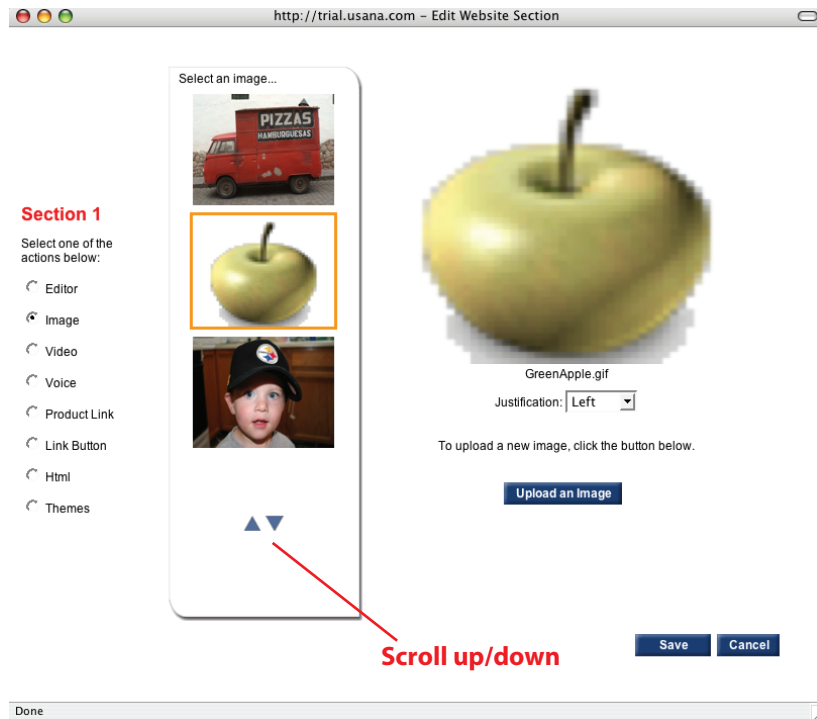 http://trial.usana.com – Edit Website Section
Select an image...
PIZZAS
HAMBURGUESAS
Section 1
Select one of the
actions below:
Editor
Image
Video
Voice
Product Link
Link Button
Html
Themes
GreenApple.gif
Justification: Left
To upload a new image, click the button below.
Upload an Image
Scroll up/down
Save
Cancel
Done